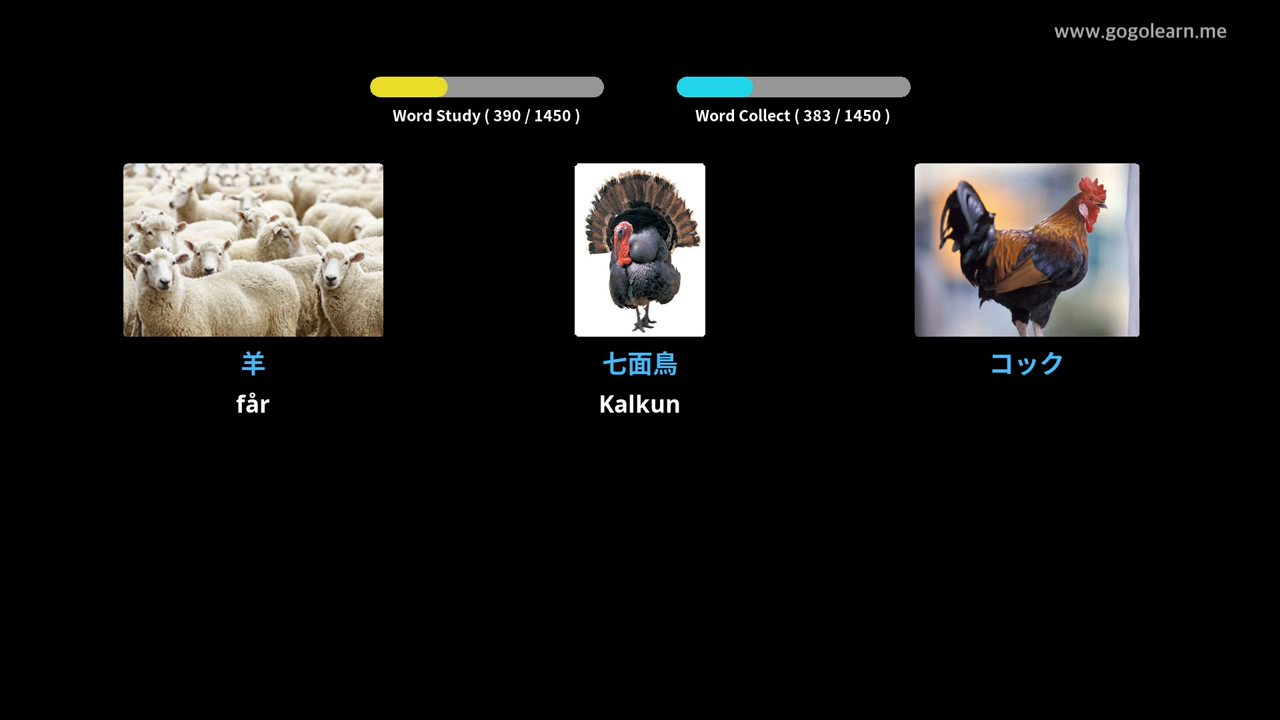 www.gogolearn.me
Word Study ( 390 / 1450 )
Word Collect ( 383 / 1450 )
羊
七面鳥
コック
får
Kalkun